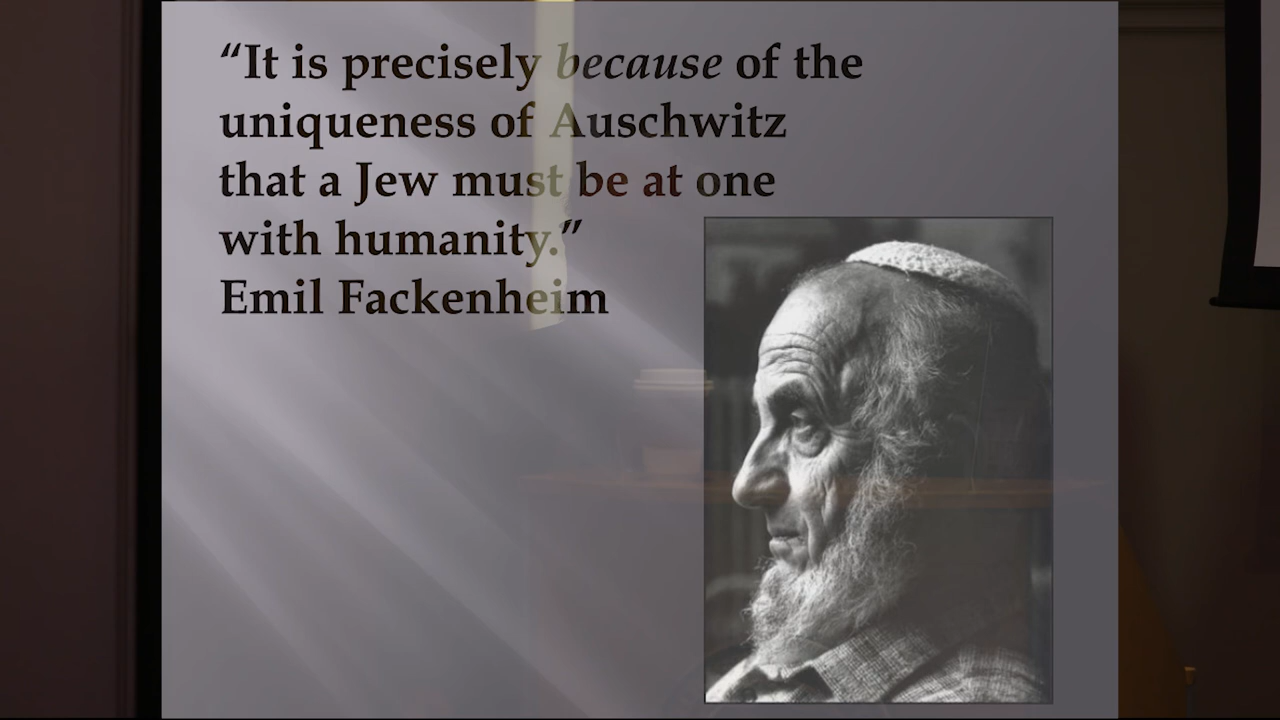 “It is precisely because of the
uniqueness of Auschwitz
that a Jew must be at one
with humanity.”
Emil Fackenheim